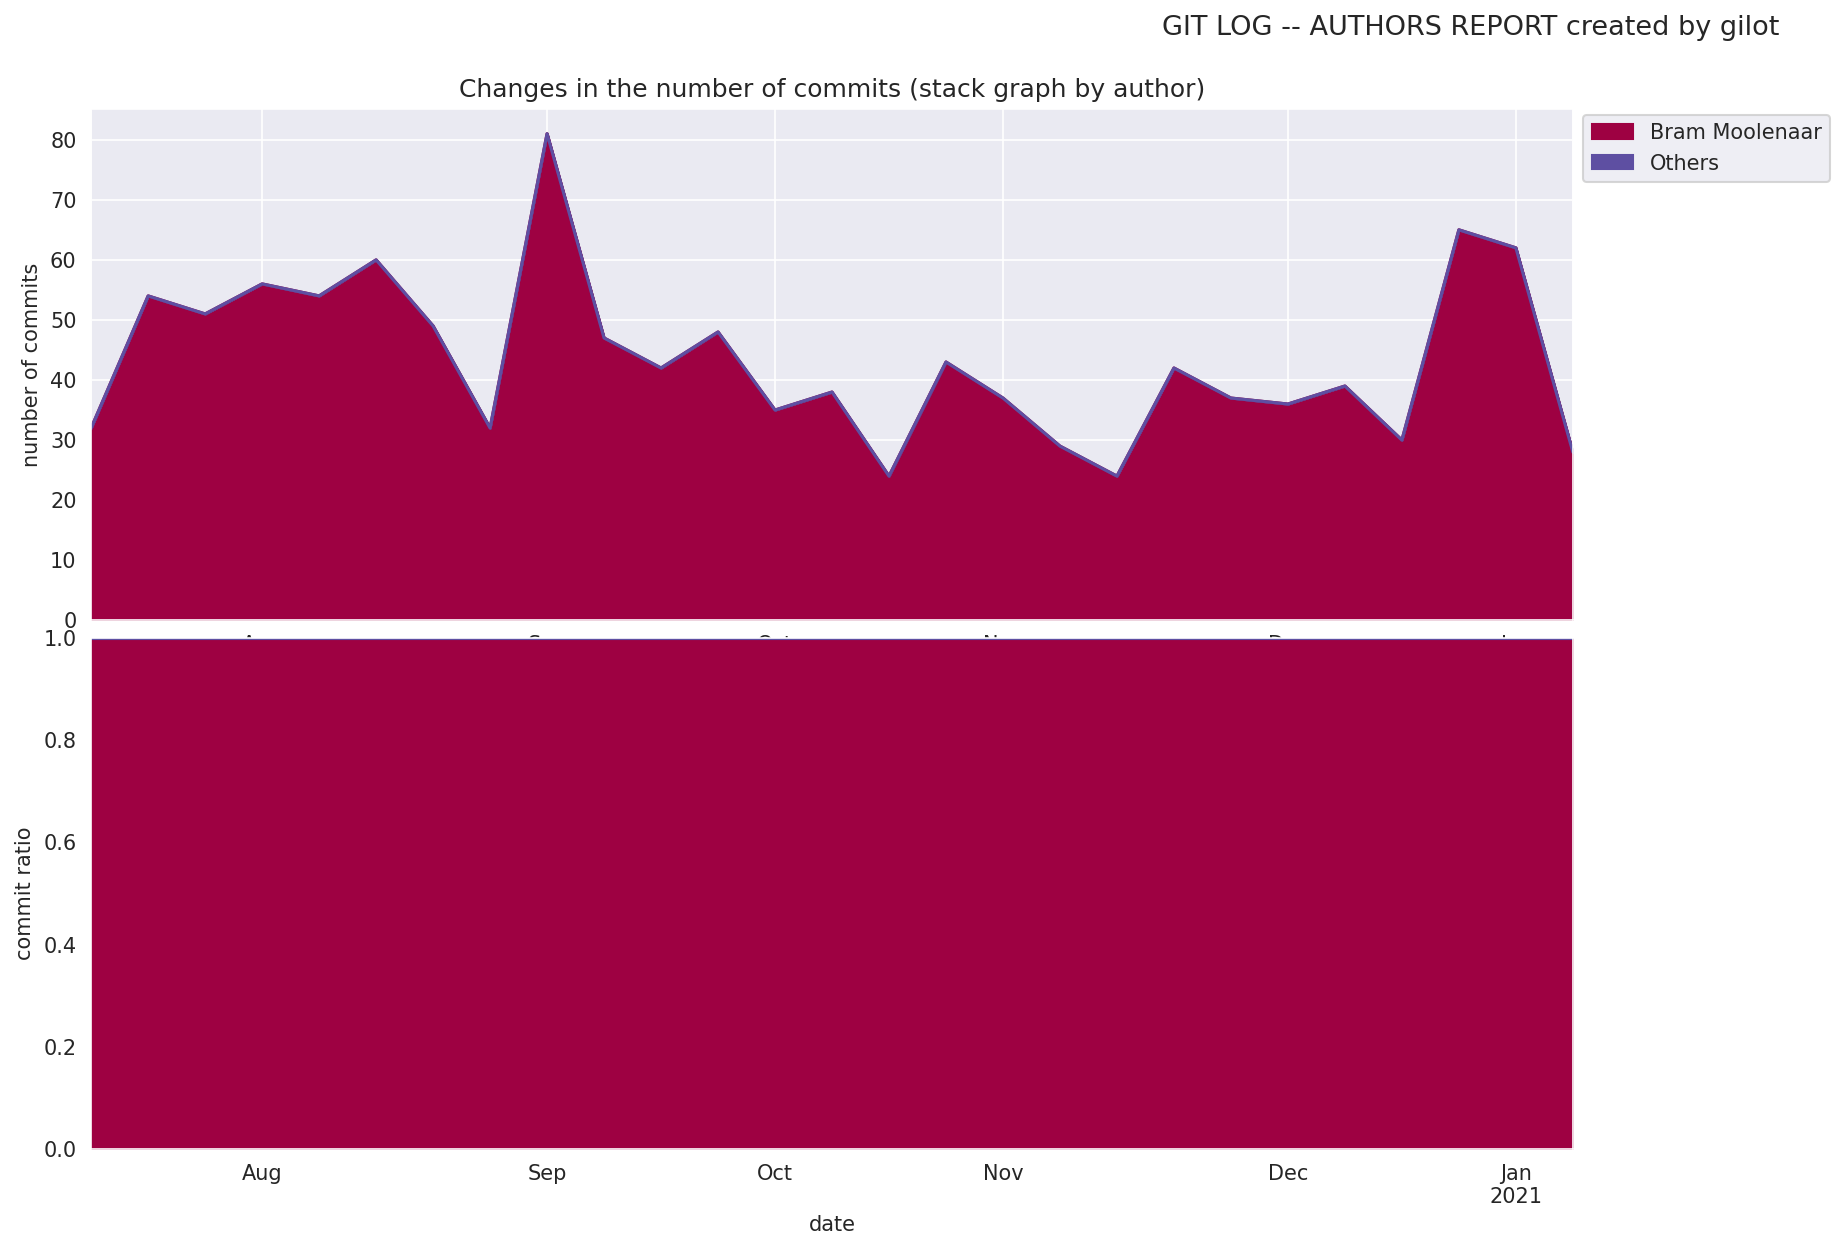 GIT LOG -- AUTHORS REPORT created by gilot
Changes in the number of commits (stack graph by author)
Bram Moolenaar
Others
number of commits
80
70
60
50
40
30
20
10
0
commit ratio
1.0
0.8
0.6
0.4
0.2
0.0
Aug Sep Oct Nov Dec Jan
2021
date